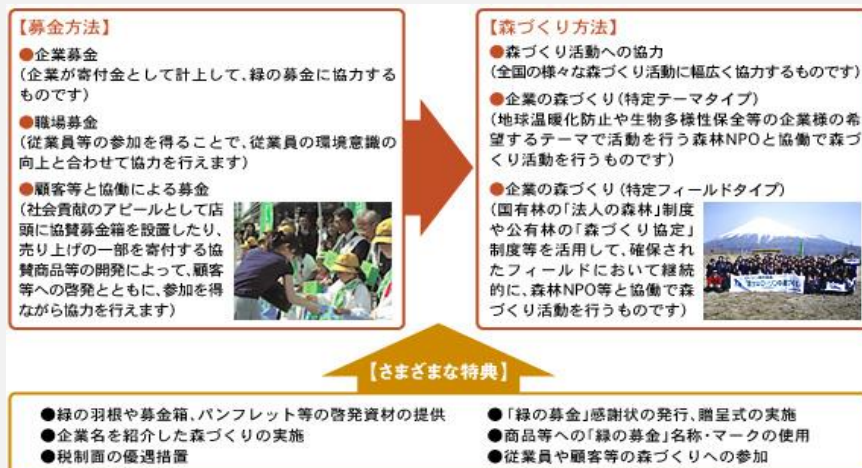 【募金方法】
●企業募金
(企業が寄付金として計上して、緑の募金に協力する
ものです)
●職場募金
(従業員等の参加を得ることで、従業員の環境意識の
向上と合わせて協力を行えます)
●顧客等と協働による募金
(社会貢献のアピールとして店
頭に協賛募金箱を設置したり、
売り上げの一部を寄付する協
賛商品等の開発によって、顧客
等への啓発とともに、参加を得
ながら協力を行えます)
【森づくり方法】
●森づくり活動への協力
(全国の様々な森づくり活動に幅広く協力するものです)
●企業の森づくり(特定テーマタイプ)
(地球温暖化防止や生物多様性保全等の企業様の希
望するテーマで活動を行う森林NPOと協働で森づ
くり活動を行うものです)
●企業の森づくり(特定フィールドタイプ)
(国有林の「法人の森林」制度
や公有林の「森づくり協定」
制度等を活用して、確保され
たフィールドにおいて継続
的に、森林NPO等と協働で森
づくり活動を行うものです)
【さまざまな特典】
●緑の羽根や募金箱、パンフレット等の啓発資材の提供
●企業名を紹介した森づくりの実施
●税制面の優遇措置
●「緑の募金」感謝状の発行、贈呈式の実施
●商品等への「緑の募金」名称・マークの使用
●従業員や顧客等の森づくりへの参加